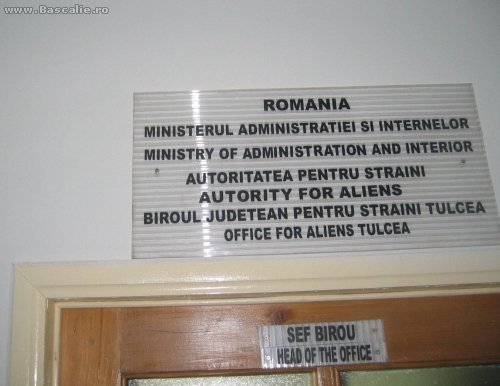 www.Bascalie.ro
ROMANIA
MINISTERUL ADMINISTRATIEI SI INTERNELOR
MINISTRY OF ADMINISTRATION AND INTERIOR
AUTORITATEA PENTRU STRAINI
AUTORITY FOR ALIENS
BIROUL JUDETEAN PENTRU STRAINI TULCEA
OFFICE FOR ALIENS TULCEA
SEF BIROU
HEAD OF THE OFFICE